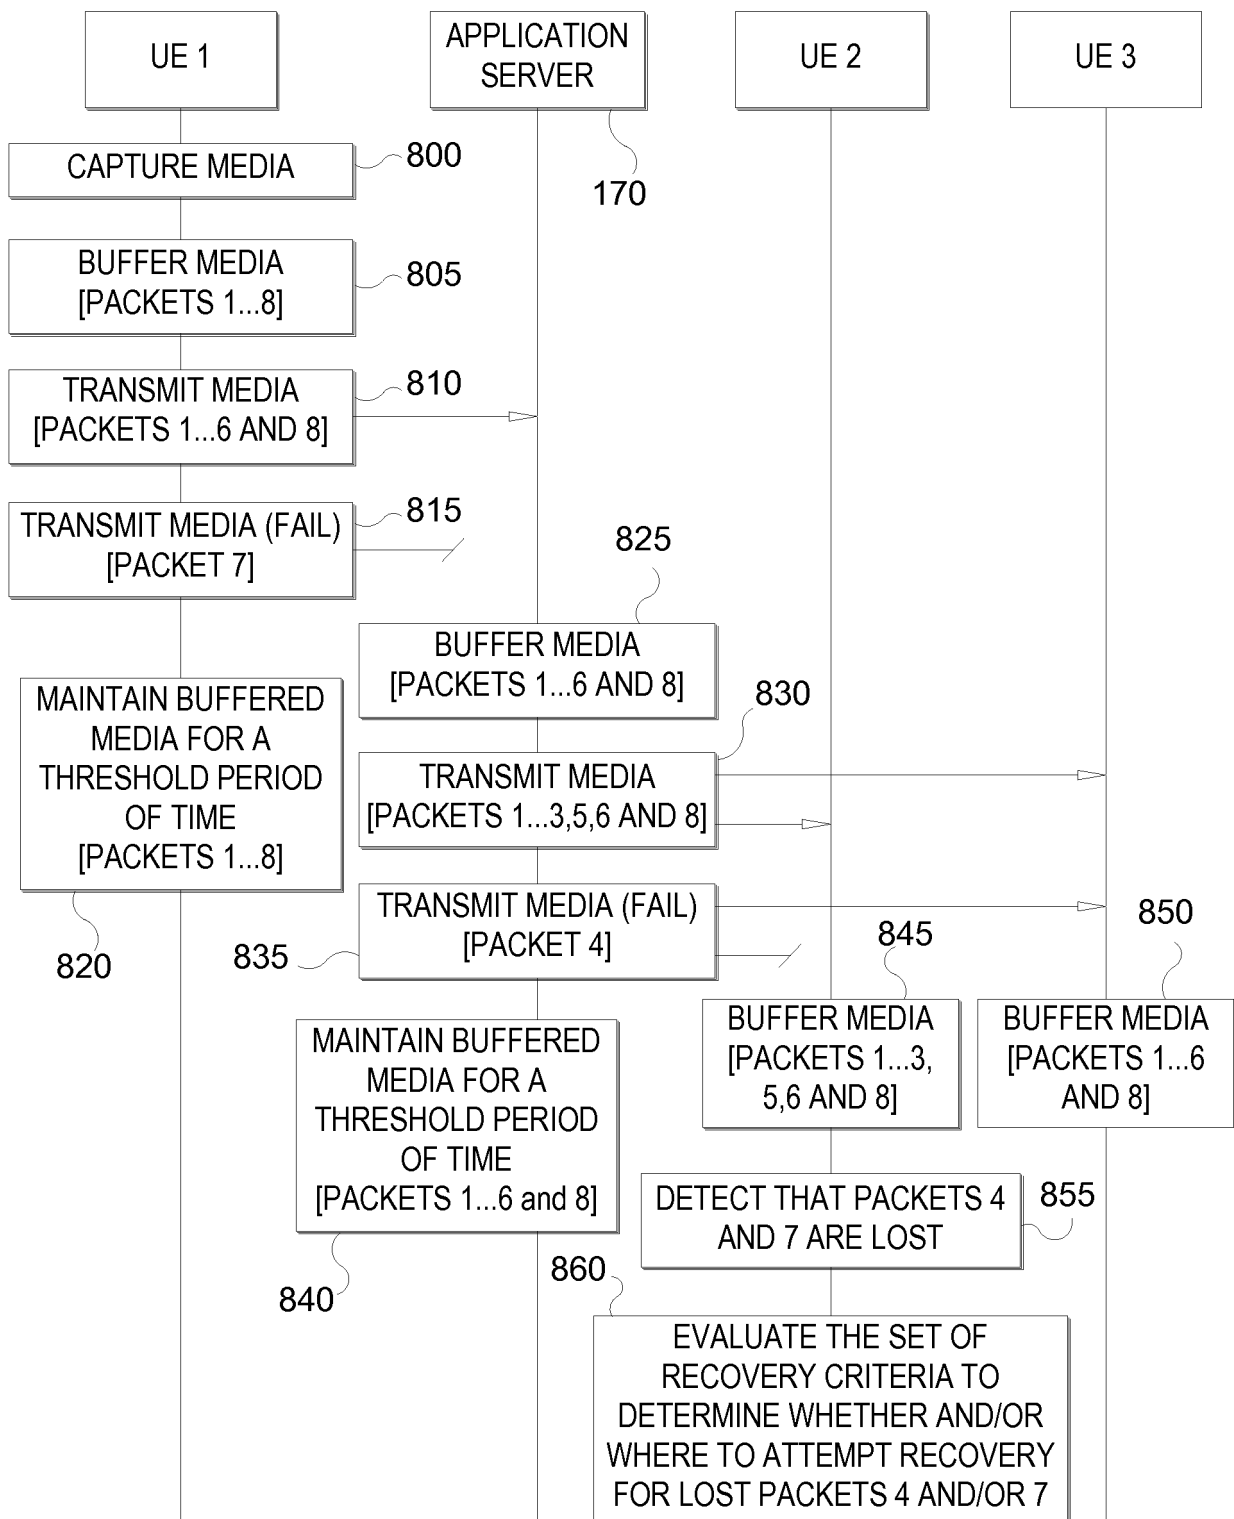 UE 1
APPLICATION
SERVER
UE 2
UE 3
170
CAPTURE MEDIA
800
BUFFER MEDIA
[PACKETS 1...8]
805
TRANSMIT MEDIA
[PACKETS 1...6 AND 8]
810
TRANSMIT MEDIA (FAIL)
[PACKET 7]
815
825
BUFFER MEDIA
[PACKETS 1...6 AND 8]
MAINTAIN BUFFERED
MEDIA FOR A
THRESHOLD PERIOD
OF TIME
[PACKETS 1...8]
820
830
TRANSMIT MEDIA
[PACKETS 1...3,5,6 AND 8]
TRANSMIT MEDIA (FAIL)
[PACKET 4]
835
845
850
BUFFER MEDIA
[PACKETS 1...3,
5,6 AND 8]
BUFFER MEDIA
[PACKETS 1...6
AND 8]
MAINTAIN BUFFERED
MEDIA FOR A
THRESHOLD PERIOD
OF TIME
[PACKETS 1...6 and 8]
840
DETECT THAT PACKETS 4
AND 7 ARE LOST
855
860
EVALUATE THE SET OF
RECOVERY CRITERIA TO
DETERMINE WHETHER AND/OR
WHERE TO ATTEMPT RECOVERY
FOR LOST PACKETS 4 AND/OR 7